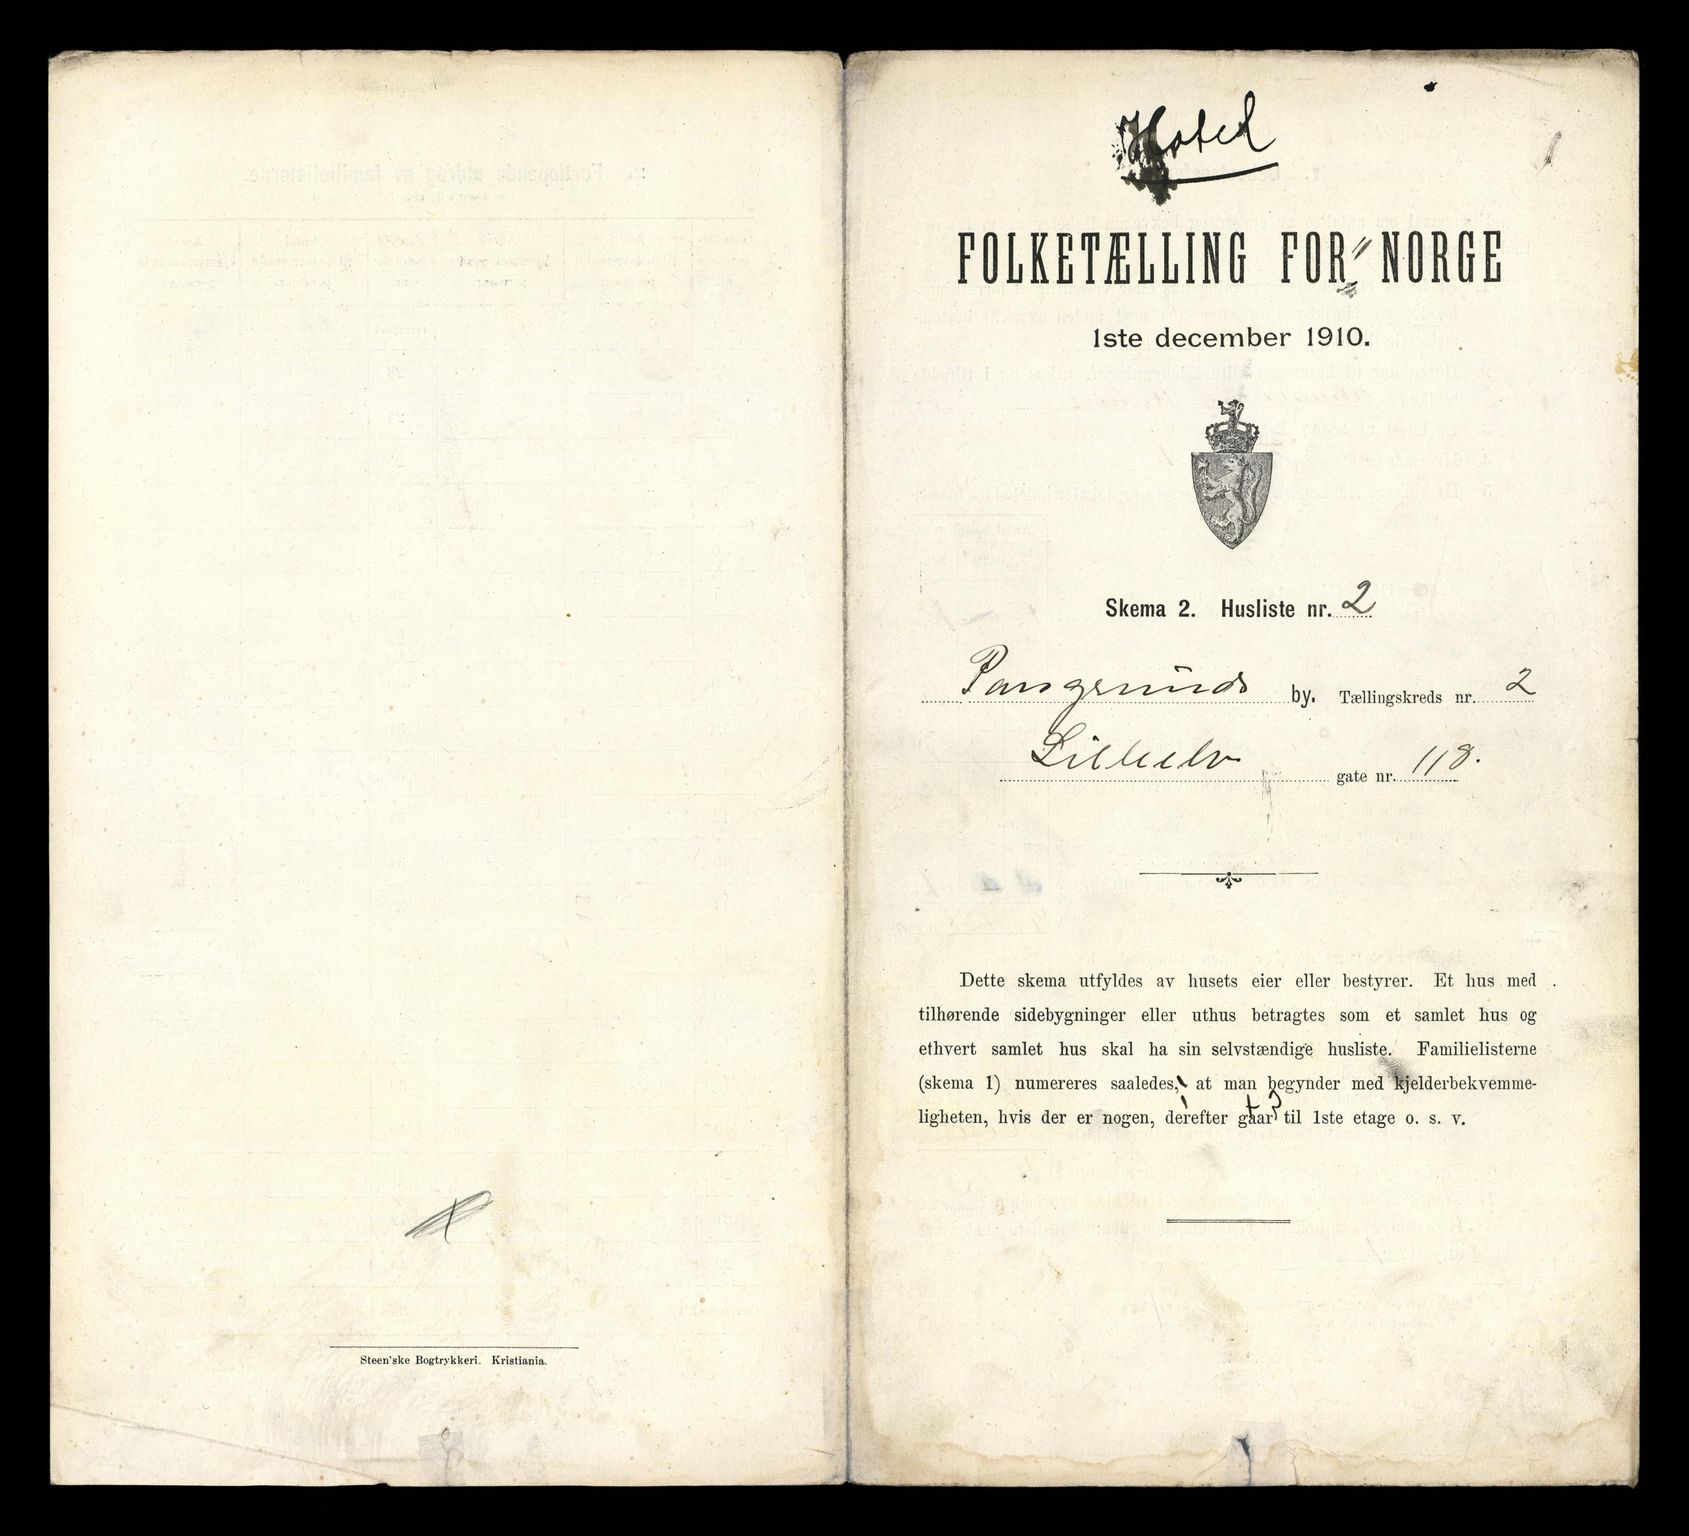 Hotel
FOLKETÆLLING FOR NORGE
1ste december 1910.
Skema 2. Husliste nr. 2
Porsgrunds by. Tællingskreds nr. 2
Lilleelv gate nr. 118.
Dette skema utfyldes av husets eier eller bestyrer. Et hus med
tilhørende sidebygninger eller uthus betragtes som et samlet hus og
ethvert samlet hus skal ha sin selvstændige husliste. Familielisterne
(skema 1) numereres saaledes, at man begynder med kjelderbekvemme-
ligheten, hvis der er nogen, derefter gaar til 1ste etage o. s. v.
Steen'ske Bogtrykkeri. Kristiania.